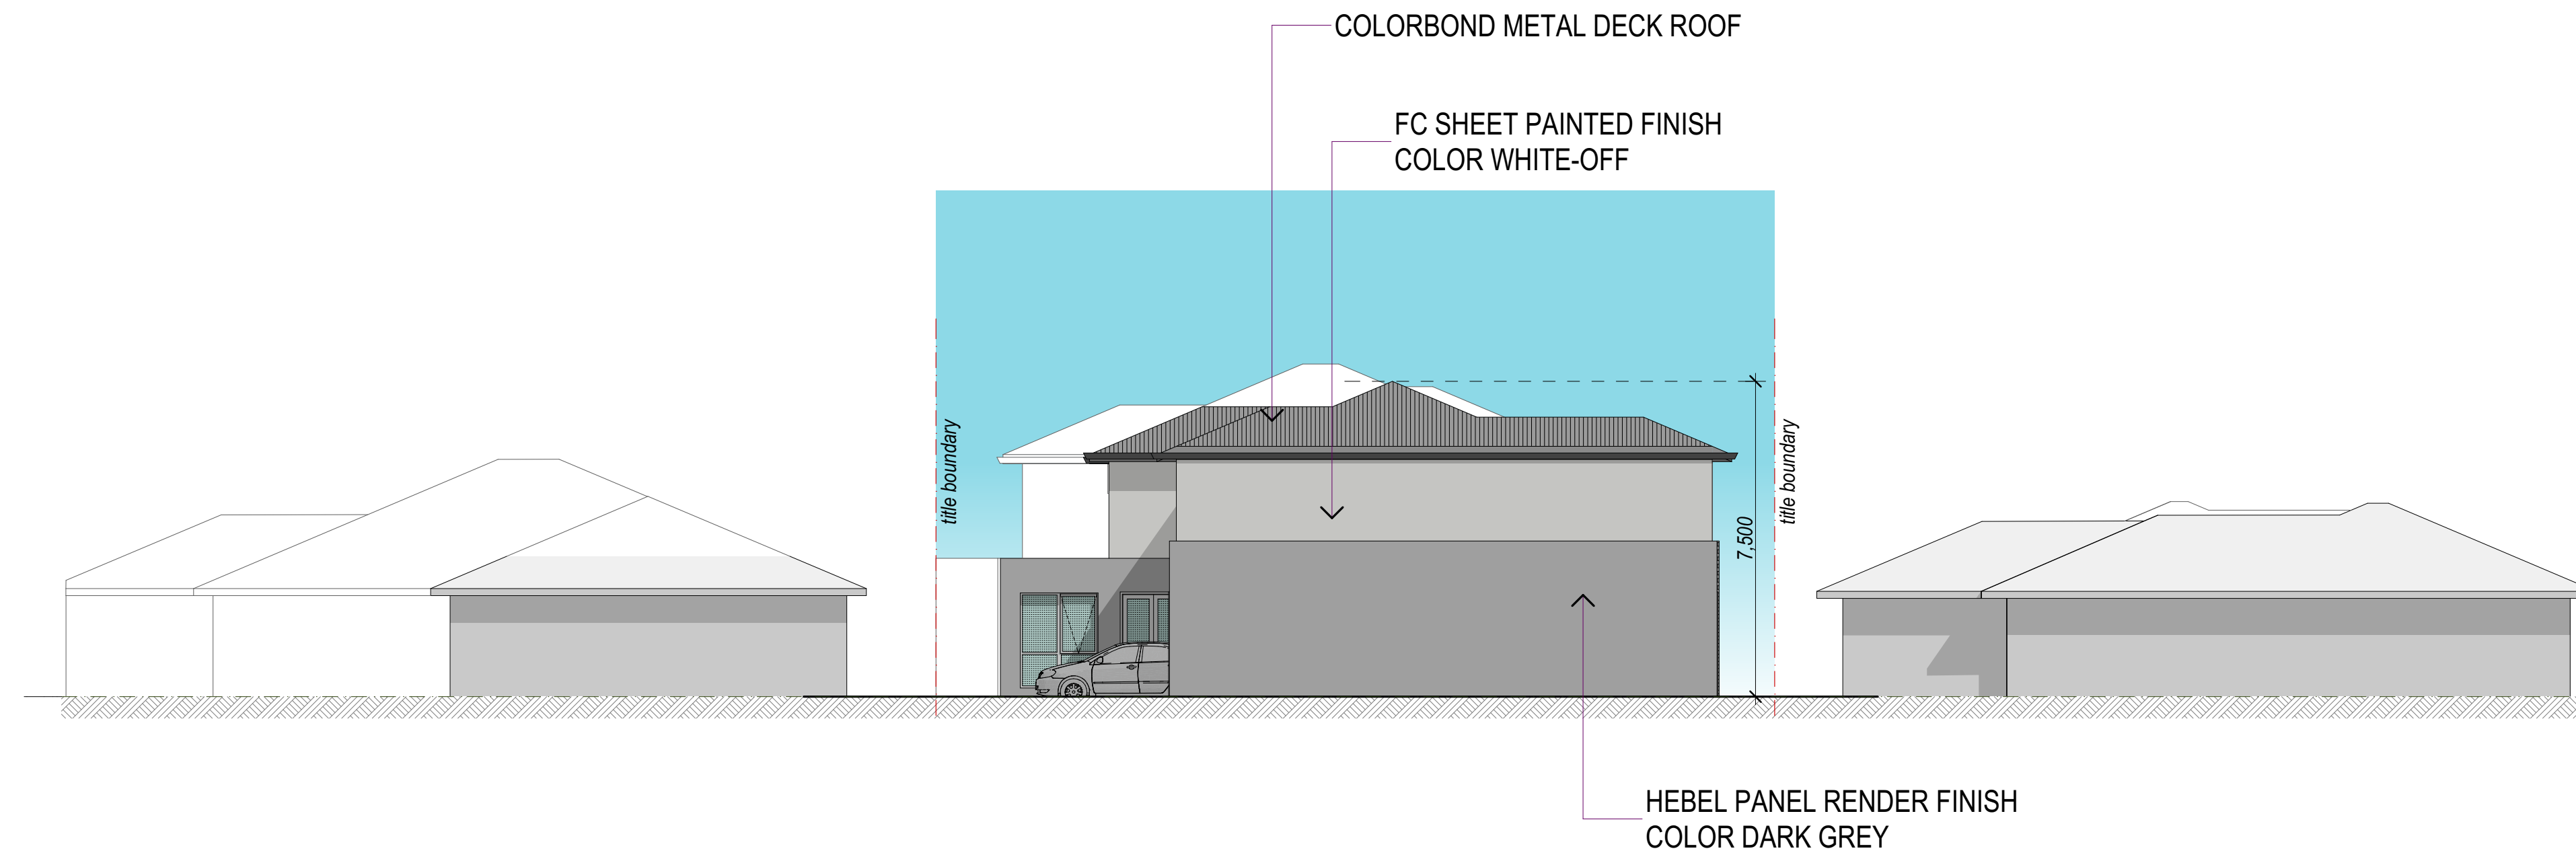 COLORBOND METAL DECK ROOF
FC SHEET PAINTED FINISH
COLOR WHITE-OFF
title boundary
7,500
title boundary
HEBEL PANEL RENDER FINISH
COLOR DARK GREY